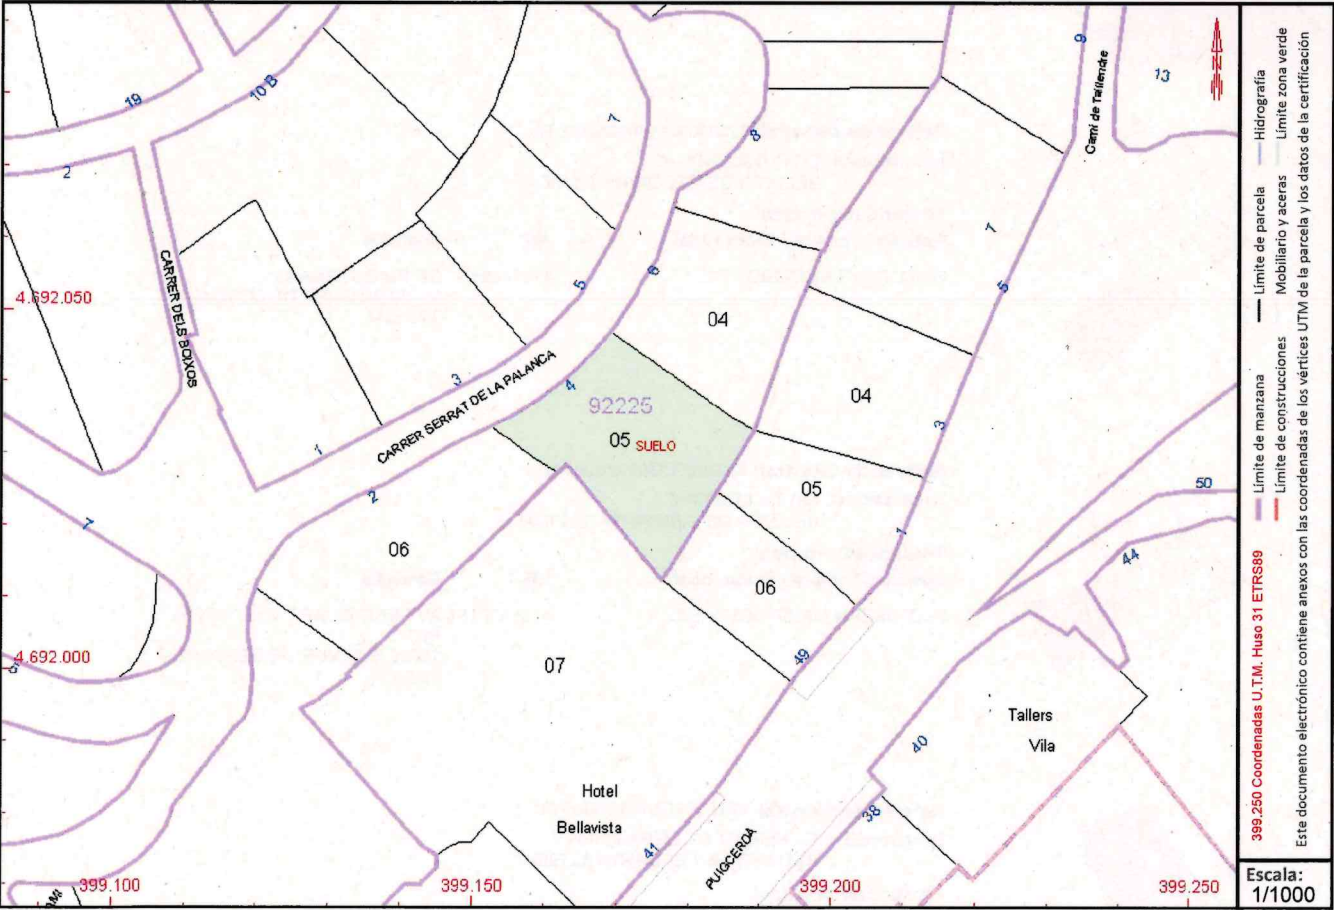 19
10 B
7
8
9
Camí de Tallendre
13
N
2
CARRER DELS BOIXOS
5
6
7
5
4.692.050
04
3
CARRER SERRAT DE LA PALANCA
4
92225
04
05 SUELO
3
1
2
05
50
06
1
7
44
06
4.692.000
07
49
Tallers
Vila
40
Hotel
Bellavista
38
41
PUIGCERDÀ
399.100
399.150
399.200
399.250
399.250 Coordenadas U.T.M. Huso 31 ETRS89
Límite de manzana
Límite de parcela
Hidrografía
Límite de construcciones
Mobiliario y aceras
Límite zona verde
Este documento electrónico contiene anexos con las coordenadas de los vértices UTM de la parcela y los datos de la certificación
Escala:
1/1000